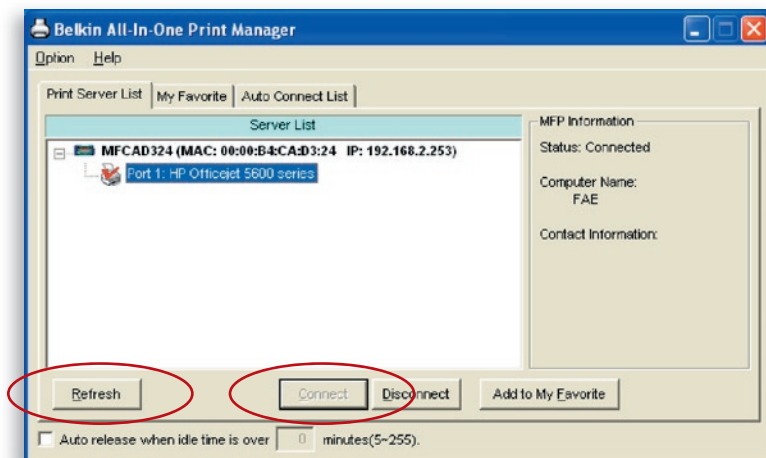 Belkin All-In-One Print Manager
Option Help
Print Server List My Favorite Auto Connect List
Server List
MFCAD324 (MAC: 00:00:B4:CA:D3:24 IP: 192.168.2.253)
Port 1: HP Officejet 5600 series
MFP Information
Status: Connected
Computer Name:
FAE
Contact Information:
Refresh Connect Disconnect Add to My Favorite
Auto release when idle time is over 0 minutes(5~255).